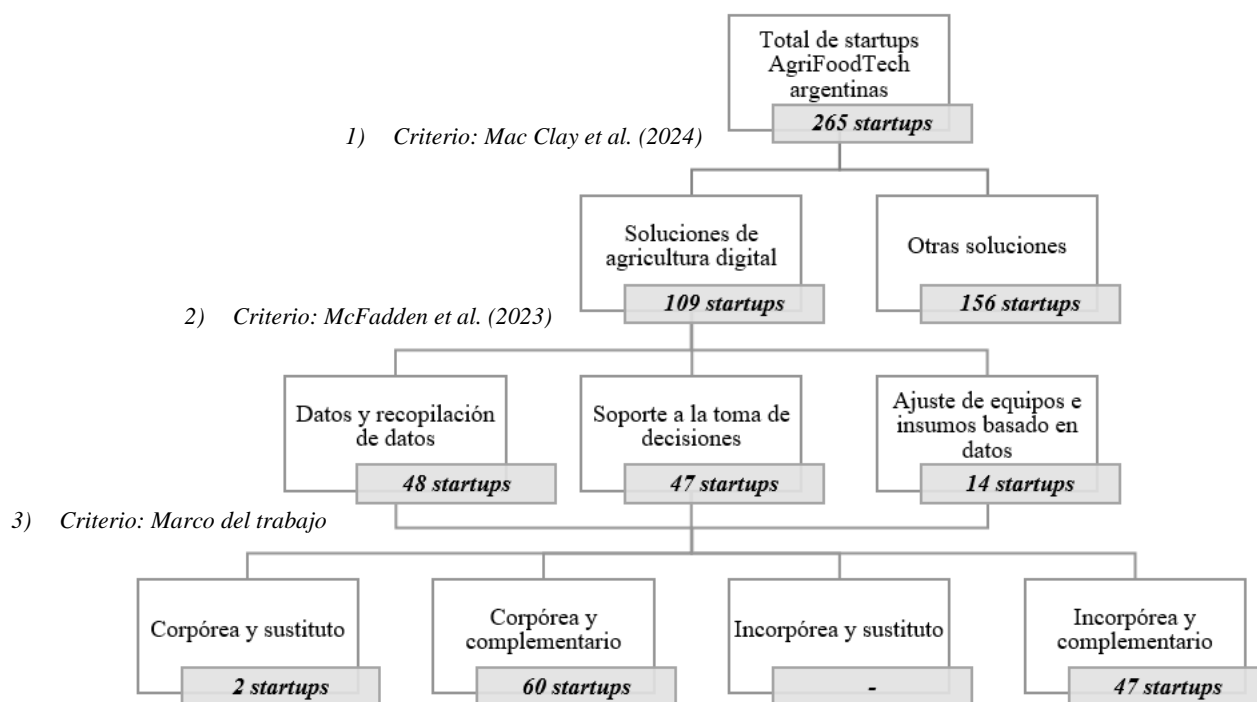 Total de startups
AgriFoodTech
argentinas
265 startups
1) Criterio: Mac Clay et al. (2024)
Soluciones de
agricultura digital
109 startups
Otras soluciones
156 startups
2) Criterio: McFadden et al. (2023)
Datos y recopilación
de datos
48 startups
Soporte a la toma de
decisiones
47 startups
Ajuste de equipos e
insumos basado en
datos
14 startups
3) Criterio: Marco del trabajo
Corpórea y sustituto
2 startups
Corpórea y
complementario
60 startups
Incorpórea y sustituto
-
Incorpórea y
complementario
47 startups